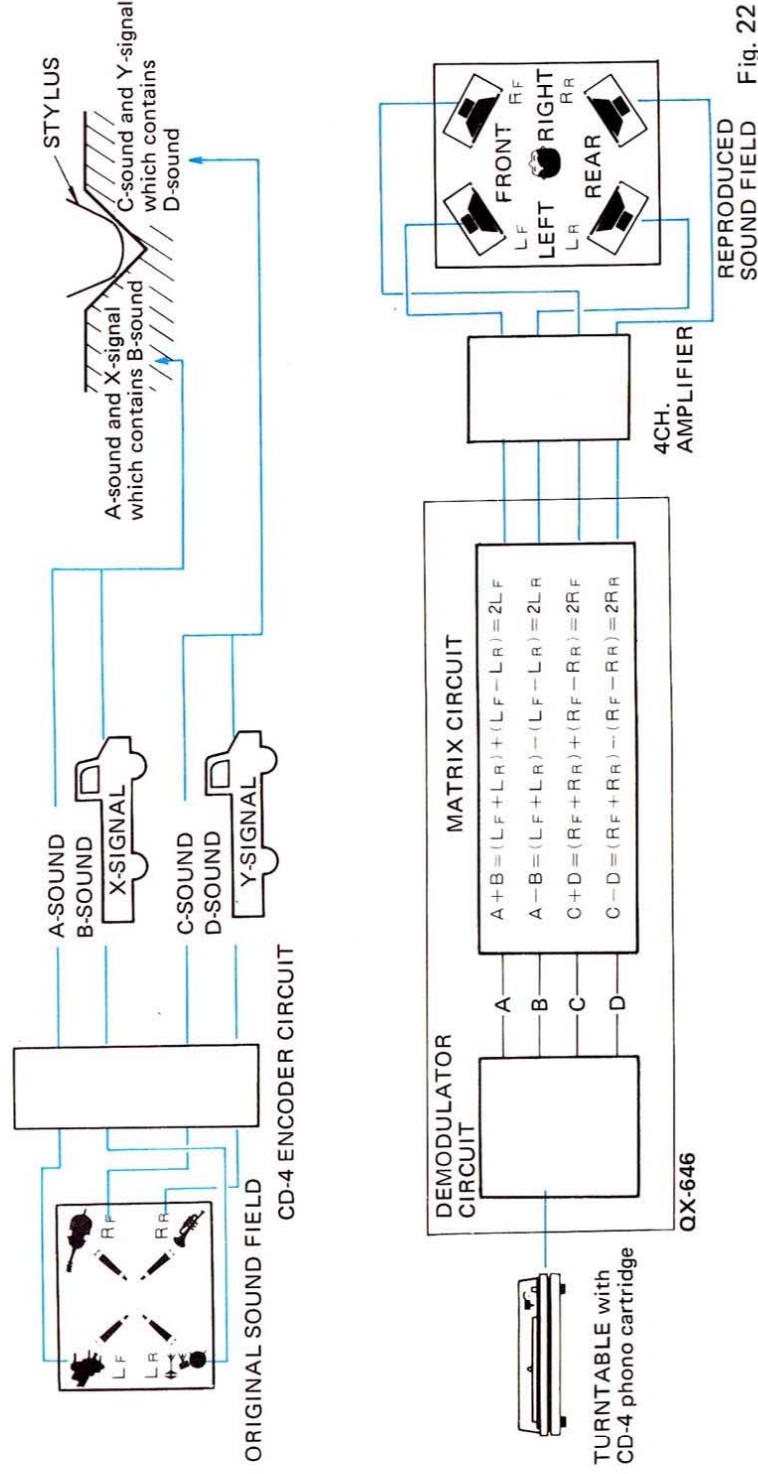 LF
RF
LR
RR
ORIGINAL SOUND FIELD
CD-4 ENCODER CIRCUIT
A-SOUND
B-SOUND
X-SIGNAL
C-SOUND
D-SOUND
Y-SIGNAL
STYLUS
A-sound and X-signal
which contains B-sound
C-sound and Y-signal
which contains
D-sound
TURNTABLE with
CD-4 phono cartridge
QX-646
DEMODULATOR
CIRCUIT
A
B
C
D
MATRIX CIRCUIT
A+B=(LF+LR)+(LF-LR)=2LF
A-B=(LF+LR)-(LF-LR)=2LR
C+D=(RF+RR)+(RF-RR)=2RF
C-D=(RF+RR)-(RF-RR)=2RR
4CH.
AMPLIFIER
LF
RF
FRONT
LEFT
RIGHT
REAR
LR
RR
REPRODUCED
SOUND FIELD
Fig. 22